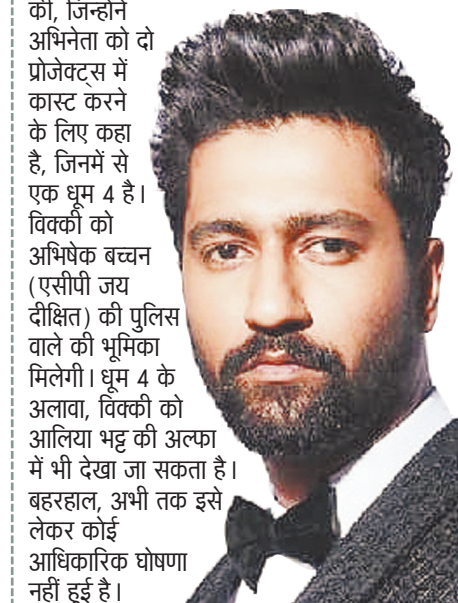 की, जिन्होंने
अभिनेता को दो
प्रोजेक्ट्स में
कास्ट करने
के लिए कहा
है, जिनमें से
एक धूम 4 है।
विक्की को
अभिषेक बच्चन
(एसीपी जय
दीक्षित) की पुलिस
वाले की भूमिका
मिलेगी। धूम 4 के
अलावा, विक्की को
आलिया भट्ट की अल्फा
में भी देखा जा सकता है।
बहरहाल, अभी तक इसे
लेकर कोई
आधिकारिक घोषणा
नहीं हुई है।